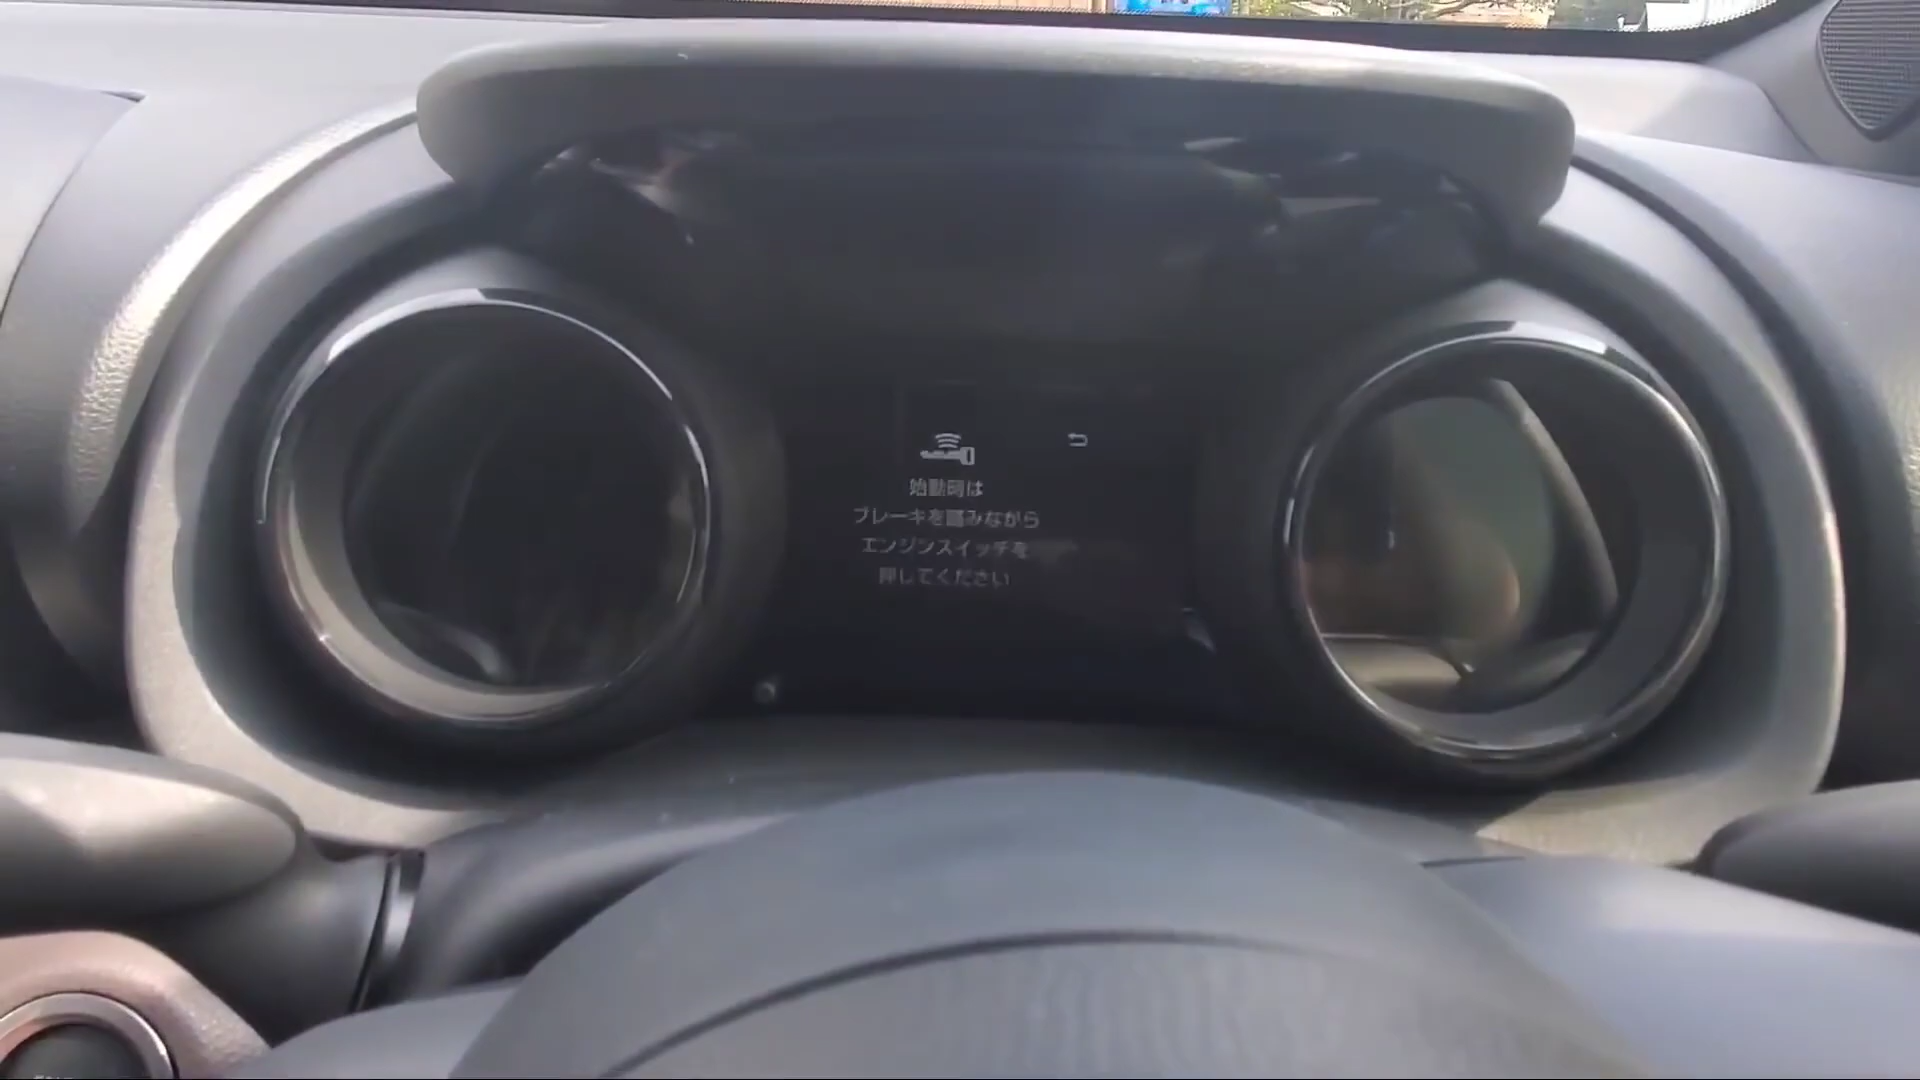 始動時は
ブレーキを踏みながら
エンジンスイッチを
押してください